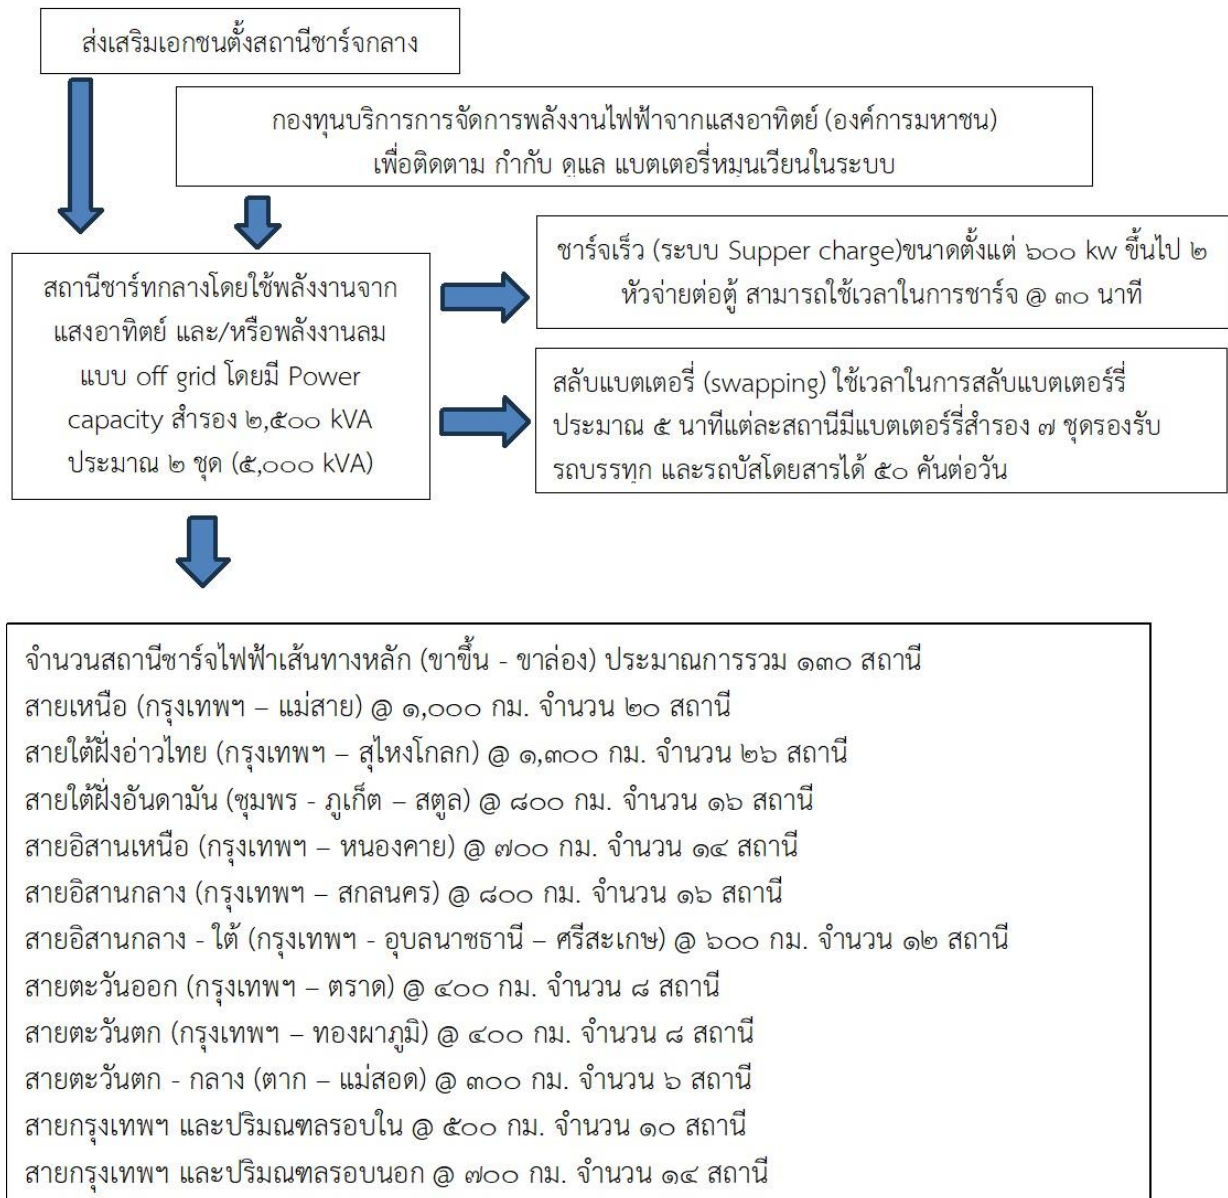 ส่งเสริมเอกชนตั้งสถานีชาร์จกลาง
กองทุนบริการการจัดการพลังงานไฟฟ้าจากแสงอาทิตย์ (องค์การมหาชน)
เพื่อติดตาม กำกับ ดูแล แบตเตอรี่หมุนเวียนในระบบ
สถานีชาร์ทกลางโดยใช้พลังงานจาก
แสงอาทิตย์ และ/หรือพลังงานลม
แบบ off grid โดยมี Power
capacity สำรอง ๒,๕๐๐ kVA
ประมาณ ๒ ชุด (๕,๐๐๐ kVA)
ชาร์จเร็ว (ระบบ Supper charge)ขนาดตั้งแต่ ๖๐๐ kw ขึ้นไป ๒
หัวจ่ายต่อตู้ สามารถใช้เวลาในการชาร์จ @ ๓๐ นาที
สลับแบตเตอรี่ (swapping) ใช้เวลาในการสลับแบตเตอร์รี่
ประมาณ ๕ นาทีแต่ละสถานีมีแบตเตอร์รี่สำรอง ๗ ชุดรองรับ
รถบรรทุก และรถบัสโดยสารได้ ๕๐ คันต่อวัน
จำนวนสถานีชาร์จไฟฟ้าเส้นทางหลัก (ขาขึ้น - ขาล่อง) ประมาณการรวม ๑๓๐ สถานี
สายเหนือ (กรุงเทพฯ – แม่สาย) @ ๑,๐๐๐ กม. จำนวน ๒๐ สถานี
สายใต้ฝั่งอ่าวไทย (กรุงเทพฯ – สุไหงโกลก) @ ๑,๓๐๐ กม. จำนวน ๒๖ สถานี
สายใต้ฝั่งอันดามัน (ชุมพร - ภูเก็ต – สตูล) @ ๘๐๐ กม. จำนวน ๑๖ สถานี
สายอิสานเหนือ (กรุงเทพฯ – หนองคาย) @ ๗๐๐ กม. จำนวน ๑๔ สถานี
สายอิสานกลาง (กรุงเทพฯ – สกลนคร) @ ๘๐๐ กม. จำนวน ๑๖ สถานี
สายอิสานกลาง - ใต้ (กรุงเทพฯ - อุบลนาชธานี – ศรีสะเกษ) @ ๖๐๐ กม. จำนวน ๑๒ สถานี
สายตะวันออก (กรุงเทพฯ – ตราด) @ ๔๐๐ กม. จำนวน ๘ สถานี
สายตะวันตก (กรุงเทพฯ – ทองผาภูมิ) @ ๔๐๐ กม. จำนวน ๘ สถานี
สายตะวันตก - กลาง (ตาก – แม่สอด) @ ๓๐๐ กม. จำนวน ๖ สถานี
สายกรุงเทพฯ และปริมณฑลรอบใน @ ๕๐๐ กม. จำนวน ๑๐ สถานี
สายกรุงเทพฯ และปริมณฑลรอบนอก @ ๗๐๐ กม. จำนวน ๑๔ สถานี